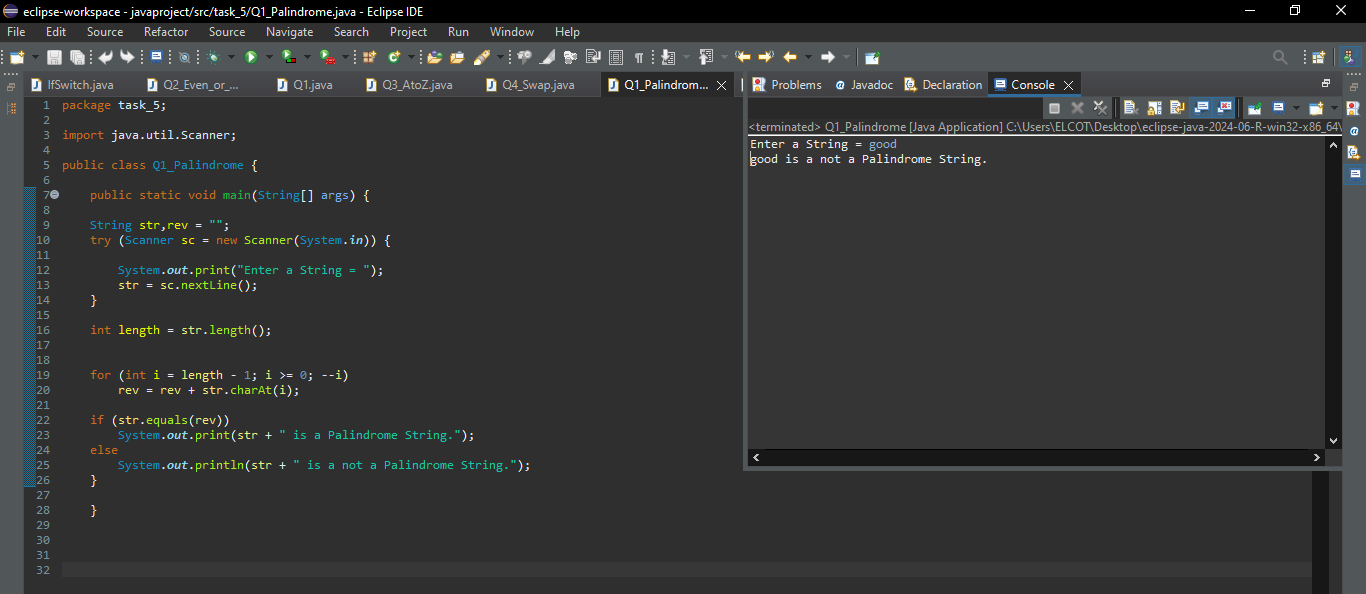 eclipse-workspace - javaproject/src/task_5/Q1_Palindrome.java - Eclipse IDE
File Edit Source Refactor Source Navigate Search Project Run Window Help
IfSwitch.java Q2_Even_or_... Q1.java Q3_AtoZ.java Q4_Swap.java Q1_Palindrom...
1 package task_5;
2
3 import java.util.Scanner;
4
5 public class Q1_Palindrome {
6
7 public static void main(String[] args) {
8
9 String str,rev = "";
10 try (Scanner sc = new Scanner(System.in)) {
11
12 System.out.print("Enter a String = ");
13 str = sc.nextLine();
14 }
15
16 int length = str.length();
17
18
19 for (int i = length - 1; i >= 0; --i)
20 rev = rev + str.charAt(i);
21
22 if (str.equals(rev))
23 System.out.print(str + " is a Palindrome String.");
24 else
25 System.out.println(str + " is a not a Palindrome String.");
26 }
27
28 }
29
30
31
32
Problems Javadoc Declaration Console
<terminated> Q1_Palindrome [Java Application] C:\Users\ELCOT\Desktop\eclipse-java-2024-06-R-win32-x86_64\
Enter a String = good
good is a not a Palindrome String.